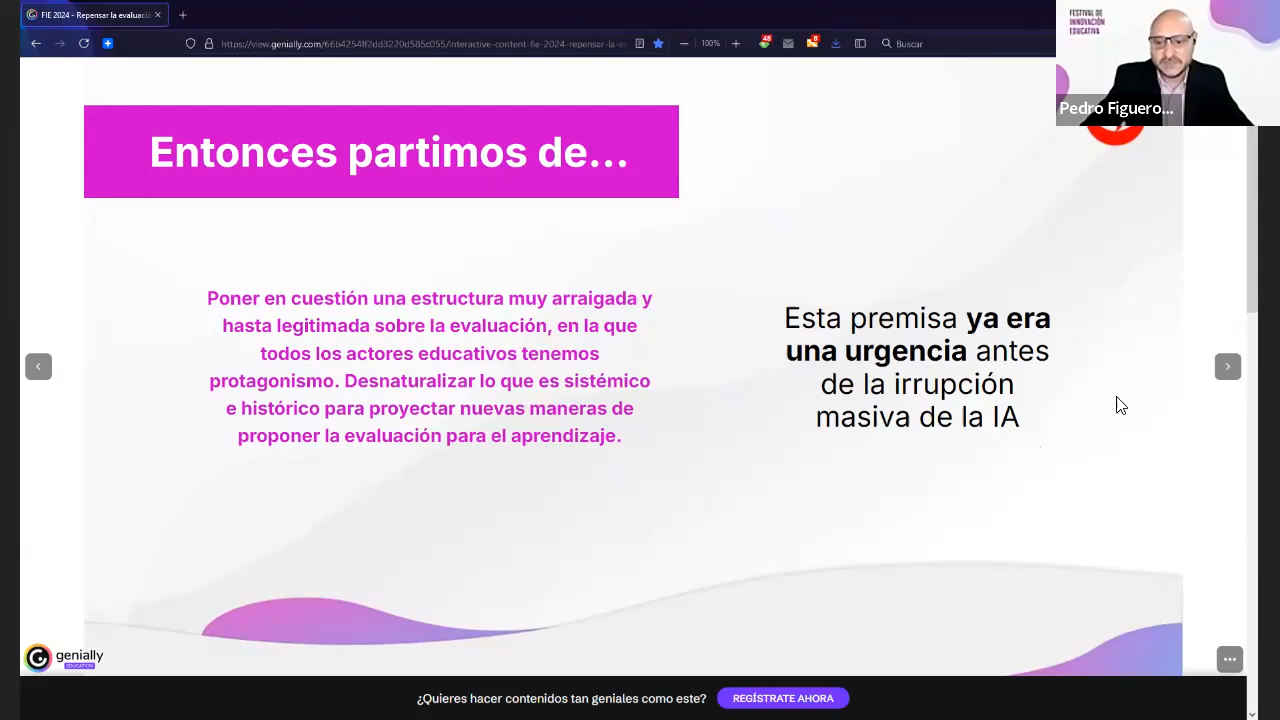 FIE 2024 - Repensar la evaluació
https://view.genially.com/66b4254ff2dd3220d585c055/interactive-content-fie-2024-repensar-la-ev
100%
48
8
Buscar
FESTIVAL DE
INNOVACIÓN
EDUCATIVA
Pedro Figuero...
Entonces partimos de...
Poner en cuestión una estructura muy arraigada y
hasta legitimada sobre la evaluación, en la que
todos los actores educativos tenemos
protagonismo. Desnaturalizar lo que es sistémico
e histórico para proyectar nuevas maneras de
proponer la evaluación para el aprendizaje.
Esta premisa ya era
una urgencia antes
de la irrupción
masiva de la IA
genially
EDUCATION
¿Quieres hacer contenidos tan geniales como este?
REGÍSTRATE AHORA